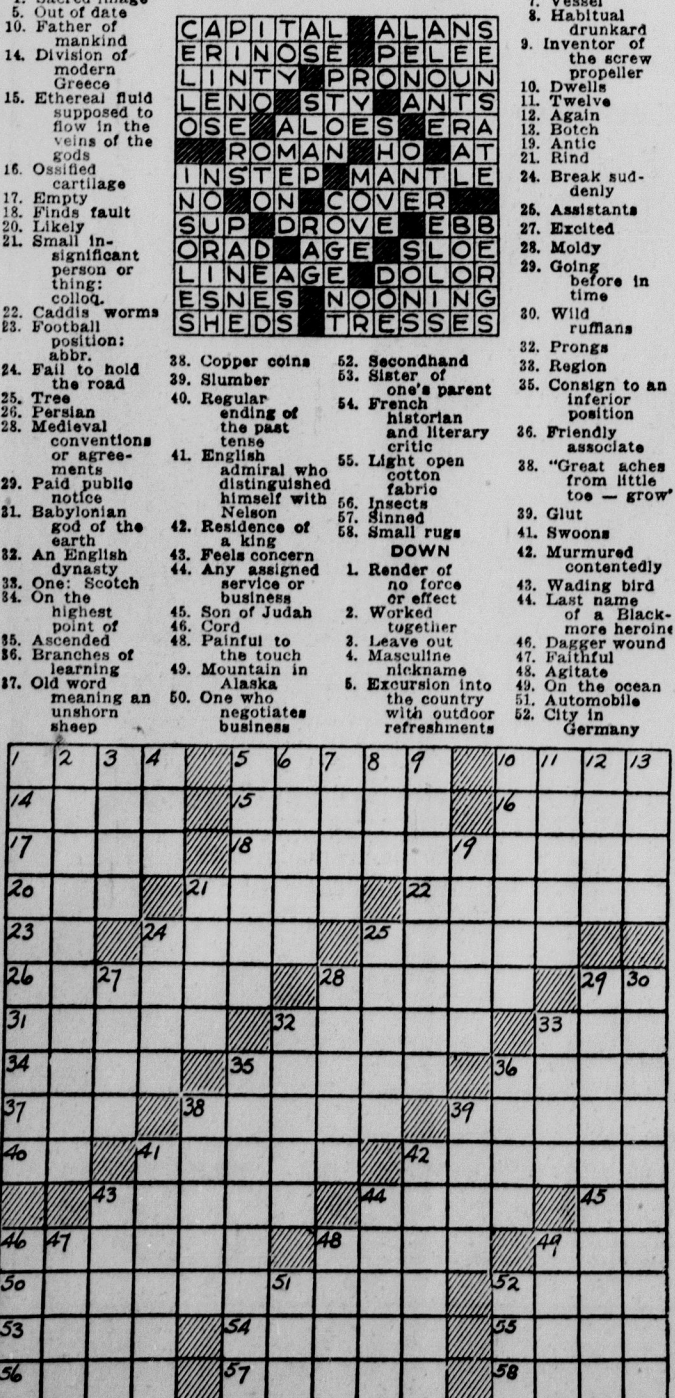 5. Out of date
10. Father of
mankind
14. Division of
modern
Greece
15. Ethereal fluid
supposed to
flow in the
veins of the
gods
16. Ossified
cartilage
17. Empty
18. Finds fault
20. Likely
21. Small in-
significant
person or
thing:
colloq.
22. Caddis worms
23. Football
position:
abbr.
24. Fail to hold
the road
25. Tree
26. Persian
28. Medieval
conventions
or agree-
ments
29. Paid public
notice
31. Babylonian
god of the
earth
32. An English
dynasty
33. One: Scotch
34. On the
highest
point of
35. Ascended
36. Branches of
learning
37. Old word
meaning an
unshorn
sheep
CAPITAL ALANS
ERINOSE PELEE
LINTY PRONOUN
LENO STY ANTS
OSE ALOES ERA
ROMAN HO AT
INSTEP MANTLE
NO ON COVER
SUP DROVE EBB
ORAD AGE SLOE
LINEAGE DOLOR
ESNES NOONING
SHEDS TRESSES
38. Copper coins
39. Slumber
40. Regular
ending of
the past
tense
41. English
admiral who
distinguished
himself with
Nelson
42. Residence of
a king
43. Feels concern
44. Any assigned
service or
business
45. Son of Judah
46. Cord
48. Painful to
the touch
49. Mountain in
Alaska
50. One who
negotiates
business
52. Secondhand
53. Sister of
one's parent
54. French
historian
and literary
critic
55. Light open
cotton
fabric
56. Insects
57. Sinned
58. Small rugs
DOWN
1. Render of
no force
or effect
2. Worked
together
3. Leave out
4. Masculine
nickname
5. Excursion into
the country
with outdoor
refreshments
7. Vessel
8. Habitual
drunkard
9. Inventor of
the screw
propeller
10. Dwells
11. Twelve
12. Again
13. Botch
19. Antic
21. Rind
24. Break sud-
denly
25. Assistants
27. Excited
28. Moldy
29. Going
before in
time
30. Wild
ruffians
32. Prongs
33. Region
35. Consign to an
inferior
position
36. Friendly
associate
38. "Great aches
from little
toe — grow"
39. Glut
41. Swoons
42. Murmured
contentedly
43. Wading bird
44. Last name
of a Black-
more heroine
46. Dagger wound
47. Faithful
48. Agitate
49. On the ocean
51. Automobile
52. City in
Germany
1 2 3 4 5 6 7 8 9 10 11 12 13
14 15 16
17 18 19
20 21 22
23 24 25
26 27 28 29 30
31 32 33
34 35 36
37 38 39
40 41 42
43 44 45
46 47 48 49
50 51 52
53 54 55
56 57 58